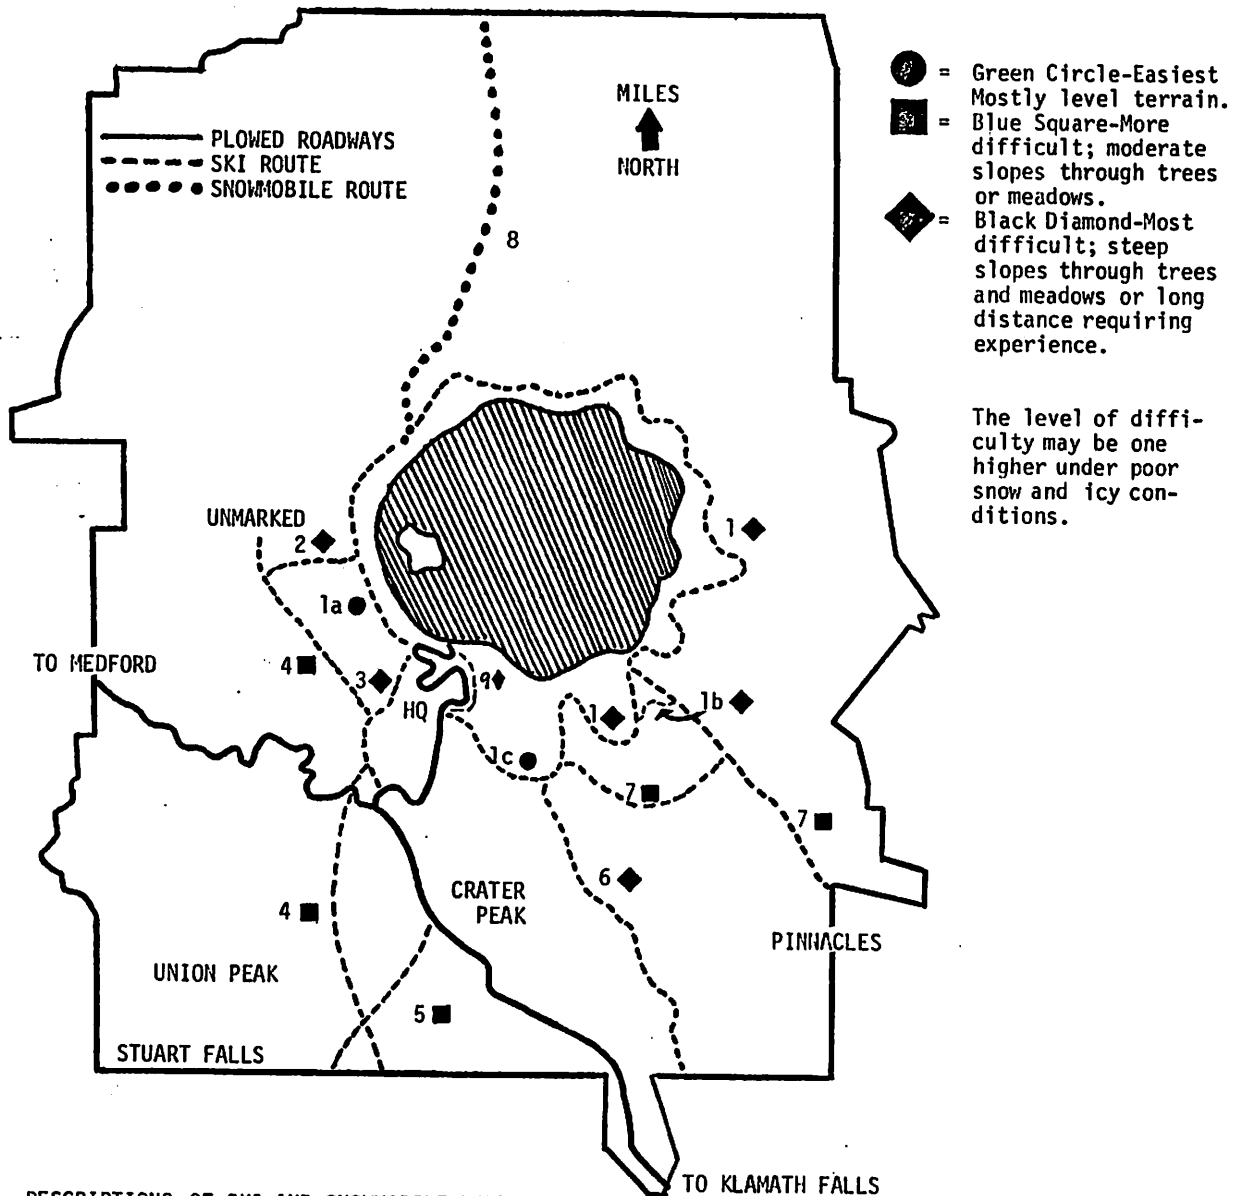 MILES
NORTH
PLOWED ROADWAYS
SKI ROUTE
SNOWMOBILE ROUTE
= Green Circle-Easiest
Mostly level terrain.
= Blue Square-More
difficult; moderate
slopes through trees
or meadows.
= Black Diamond-Most
difficult; steep
slopes through trees
and meadows or long
distance requiring
experience.
The level of diffi-
culty may be one
higher under poor
snow and icy con-
ditions.
8
UNMARKED
2
1
1a
TO MEDFORD
4
3
9
HQ
1b
1
1c
7
7
6
4
CRATER
PEAK
PINNACLES
UNION PEAK
5
STUART FALLS
TO KLAMATH FALLS